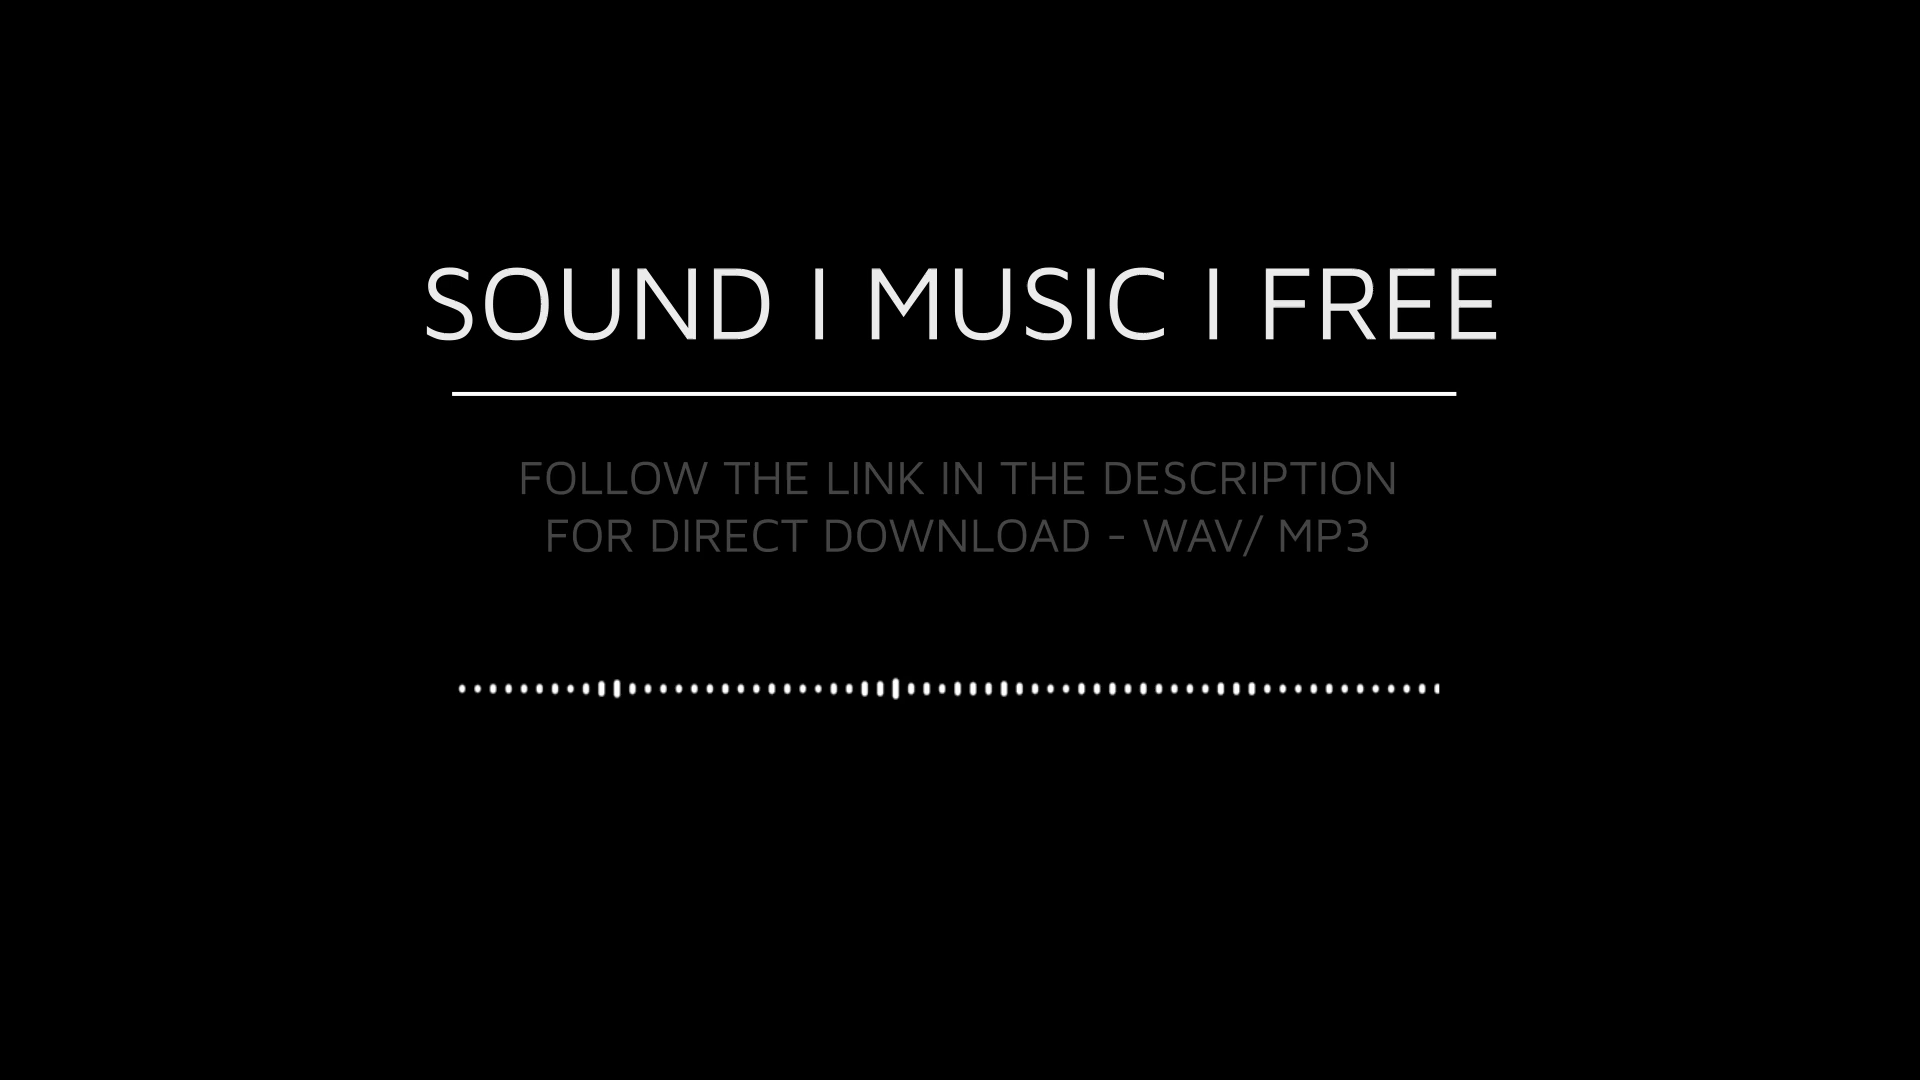 SOUND I MUSIC I FREE
FOLLOW THE LINK IN THE DESCRIPTION
FOR DIRECT DOWNLOAD - WAV/ MP3